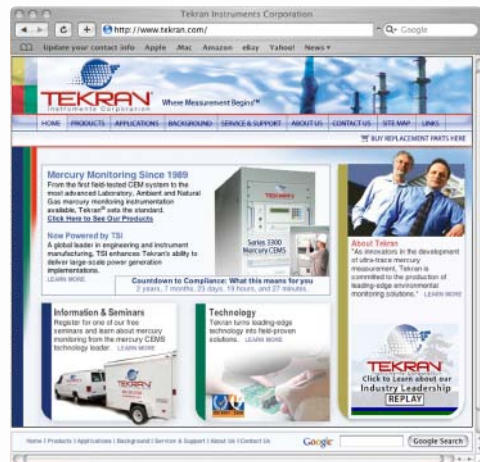 Tekran Instruments Corporation
http://www.tekran.com/
Google
Update your contact info Apple .Mac Amazon eBay Yahoo! News
TEKRAN
Instruments Corporation
Where Measurement Begins™
HOME PRODUCTS APPLICATIONS BACKGROUND SERVICE & SUPPORT ABOUT US CONTACT US SITE MAP LINKS
BUY REPLACEMENT PARTS HERE
Mercury Monitoring Since 1989
From the first field-tested CEM system to the
most advanced Laboratory, Ambient and Natural
Gas mercury monitoring instrumentation
available, Tekran® sets the standard.
Click Here to See Our Products
Now Powered by TSI
A global leader in engineering and instrument
manufacturing, TSI enhances Tekran's ability to
deliver large-scale power generation
implementations.
LEARN MORE
Series 3300
Mercury CEMS
Countdown to Compliance: What this means for you
2 years, 7 months, 23 days, 19 hours, and 27 minutes.
About Tekran
"As innovators in the development
of ultra-trace mercury
measurement, Tekran is
committed to the production of
leading-edge environmental
monitoring solutions." LEARN MORE
Information & Seminars
Register for one of our free
seminars and learn about mercury
monitoring from the mercury CEMS
technology leader. LEARN MORE
TEKRAN
Technology
Tekran turns leading-edge
technology into field-proven
solutions. LEARN MORE
TEKRAN
Click to Learn about our
Industry Leadership
REPLAY
Home | Products | Applications | Background | Service & Support | About Us | Contact Us
Google
Google Search